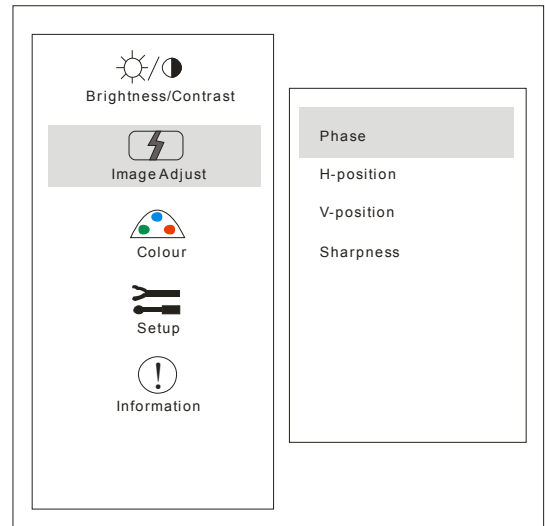 Brightness/Contrast
Image Adjust
Colour
Setup
Information
Phase
H-position
V-position
Sharpness